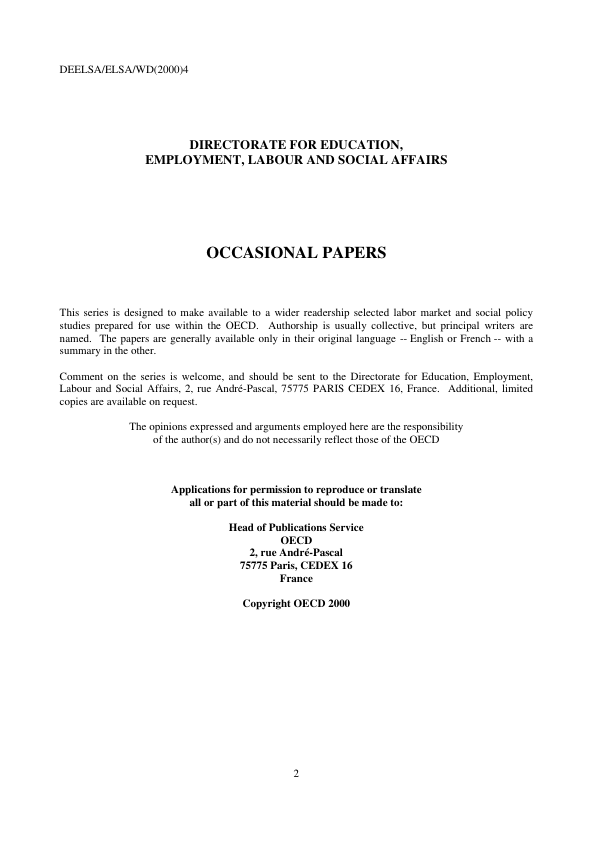 DEELSA/ELSA/WD(2000)4
DIRECTORATE FOR EDUCATION,
EMPLOYMENT, LABOUR AND SOCIAL AFFAIRS
OCCASIONAL PAPERS
This series is designed to make available to a wider readership selected labor market and social policy
studies prepared for use within the OECD. Authorship is usually collective, but principal writers are
named. The papers are generally available only in their original language -- English or French -- with a
summary in the other.
Comment on the series is welcome, and should be sent to the Directorate for Education, Employment,
Labour and Social Affairs, 2, rue André-Pascal, 75775 PARIS CEDEX 16, France. Additional, limited
copies are available on request.
The opinions expressed and arguments employed here are the responsibility
of the author(s) and do not necessarily reflect those of the OECD
Applications for permission to reproduce or translate
all or part of this material should be made to:
Head of Publications Service
OECD
2, rue André-Pascal
75775 Paris, CEDEX 16
France
Copyright OECD 2000
2